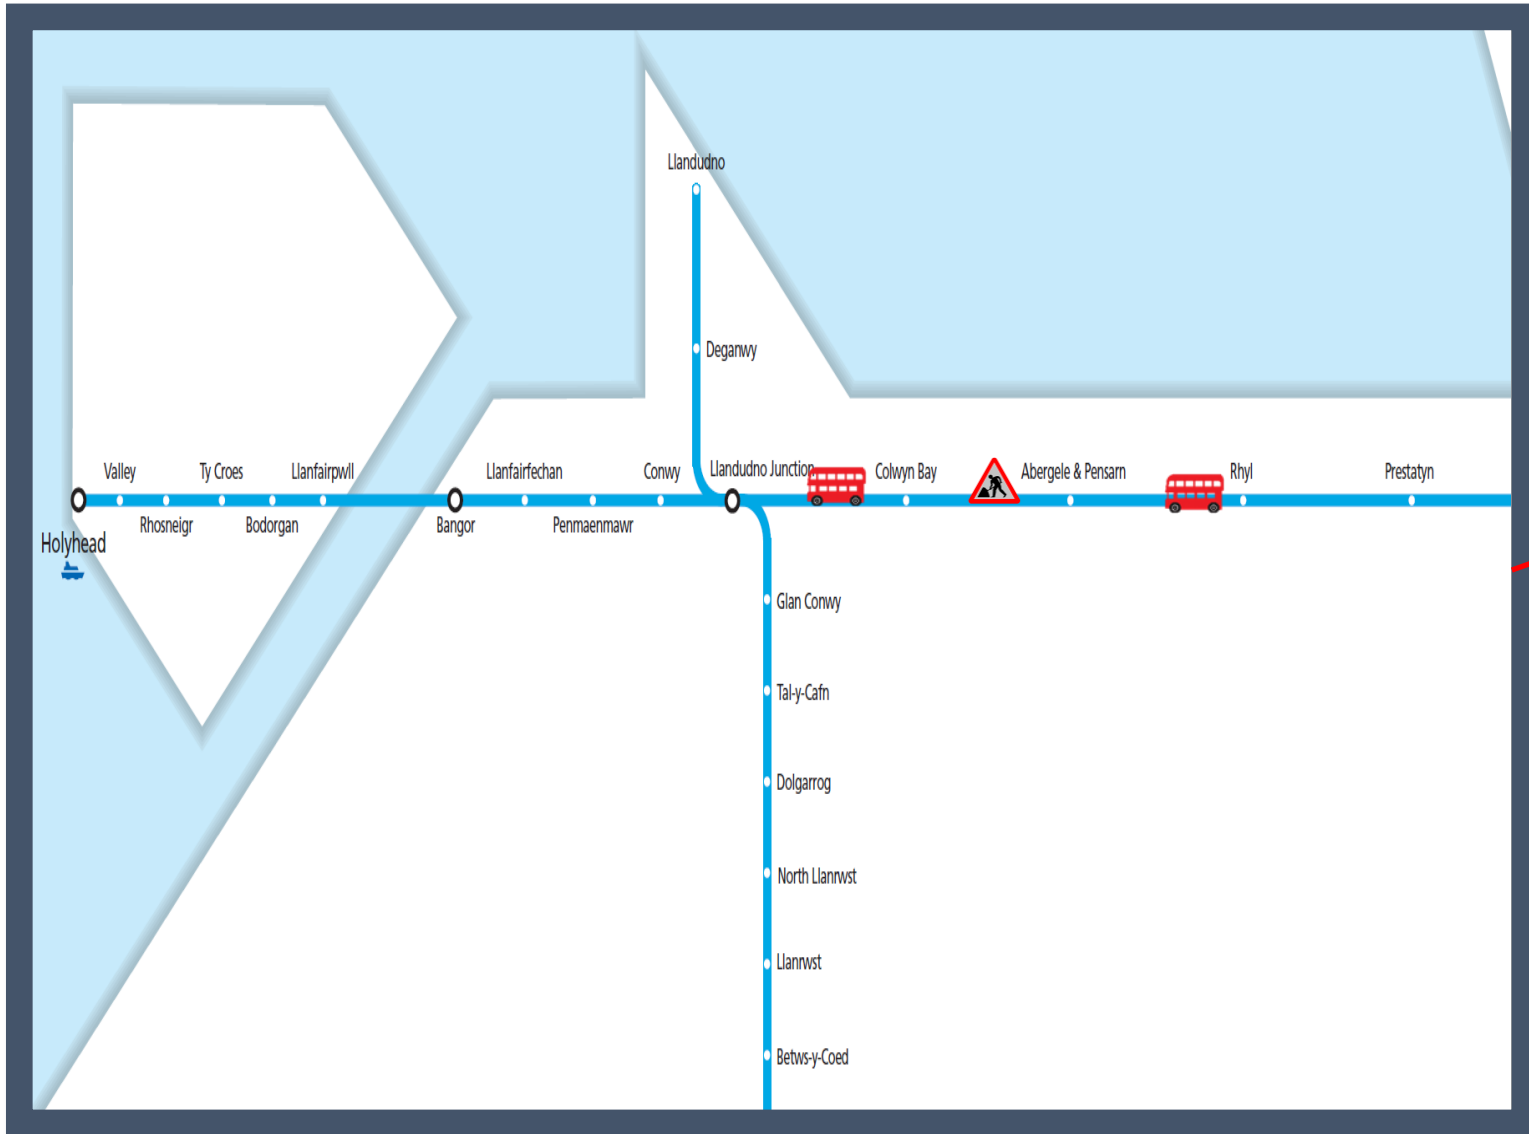 Llandudno
Deganwy
Valley
Ty Croes
Llanfairpwll
Llanfairfechan
Conwy
Llandudno Junction
Colwyn Bay
Abergele & Pensarn
Rhyl
Prestatyn
Rhosneigr
Bodorgan
Bangor
Penmaenmawr
Holyhead
Glan Conwy
Tal-y-Cafn
Dolgarrog
North Llanrwst
Llanrwst
Betws-y-Coed